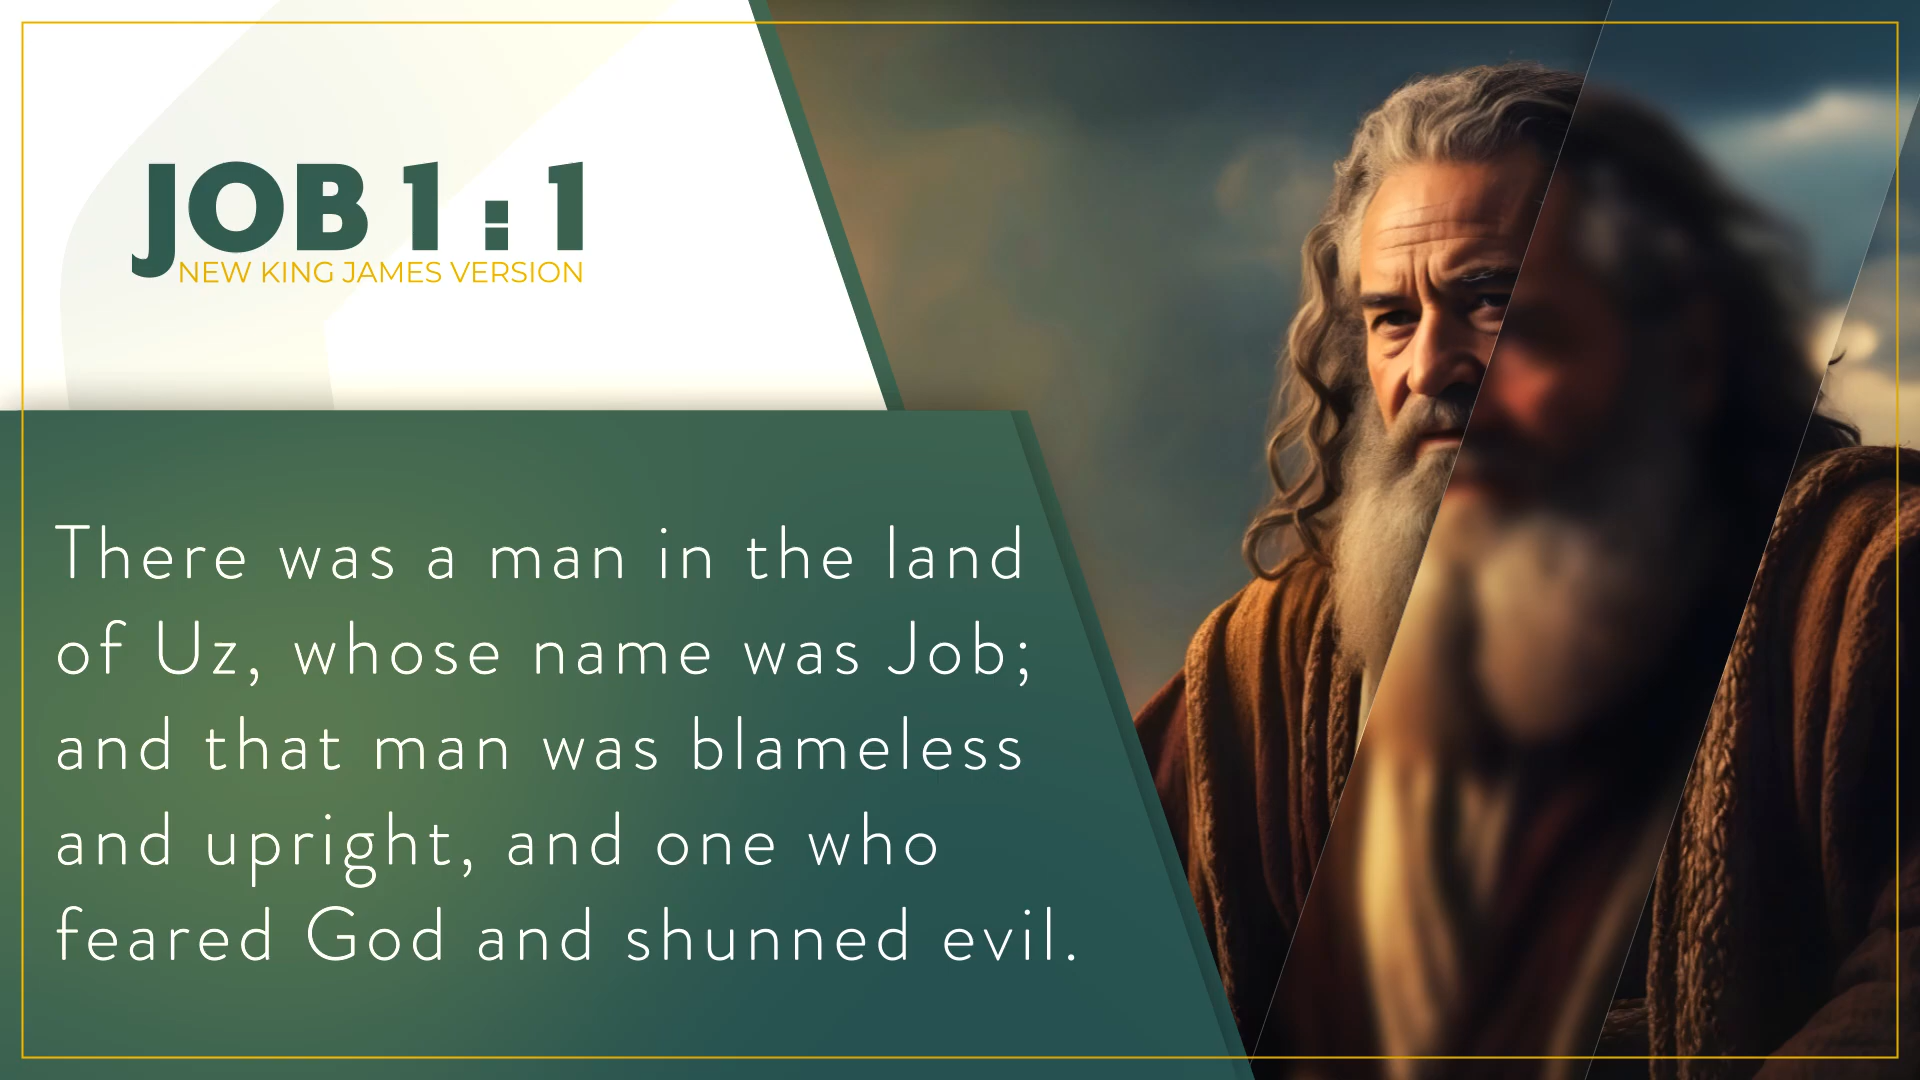 JOB 1 : 1
NEW KING JAMES VERSION
There was a man in the land
of Uz, whose name was Job;
and that man was blameless
and upright, and one who
feared God and shunned evil.